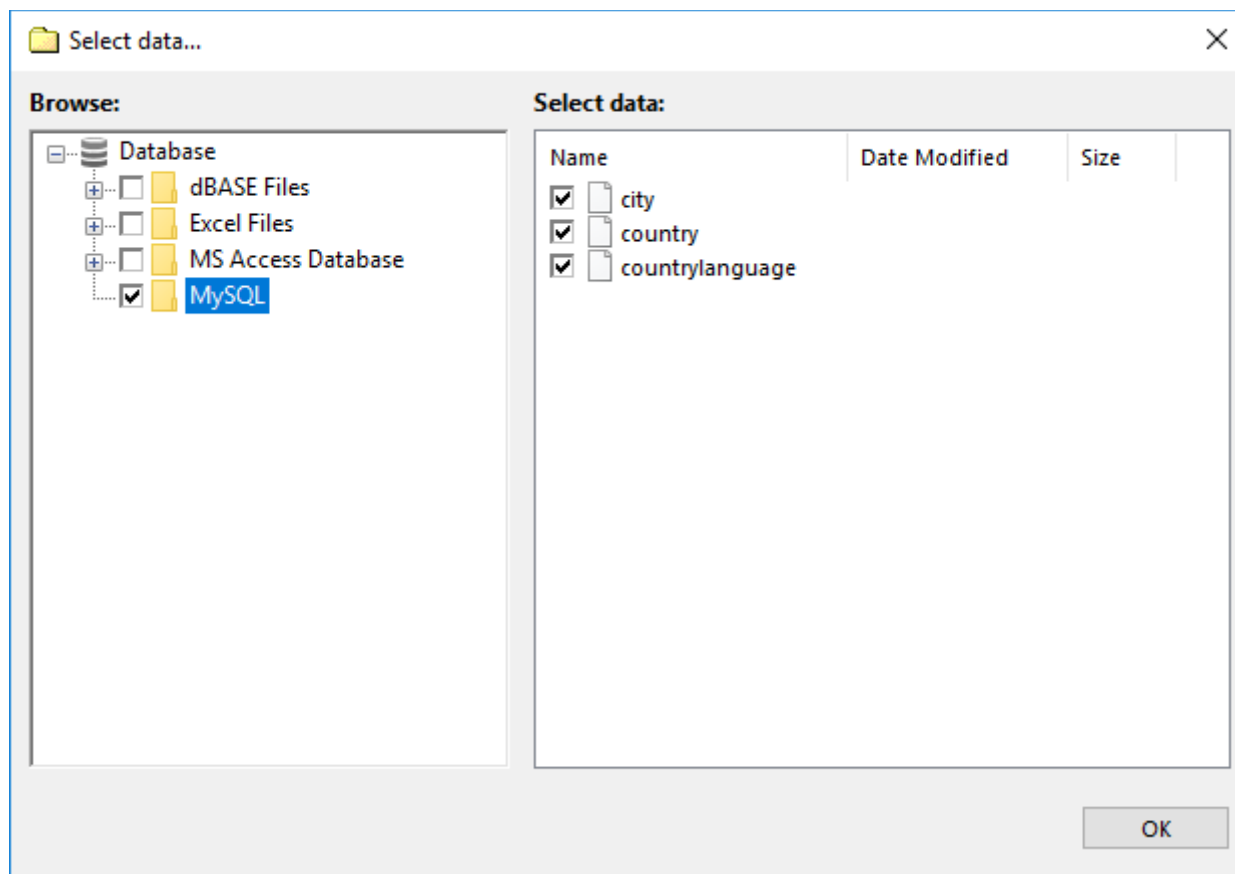 Select data...
Browse:
Select data:
Database
dBASE Files
Excel Files
MS Access Database
MySQL
Name Date Modified Size
city
country
countrylanguage
OK